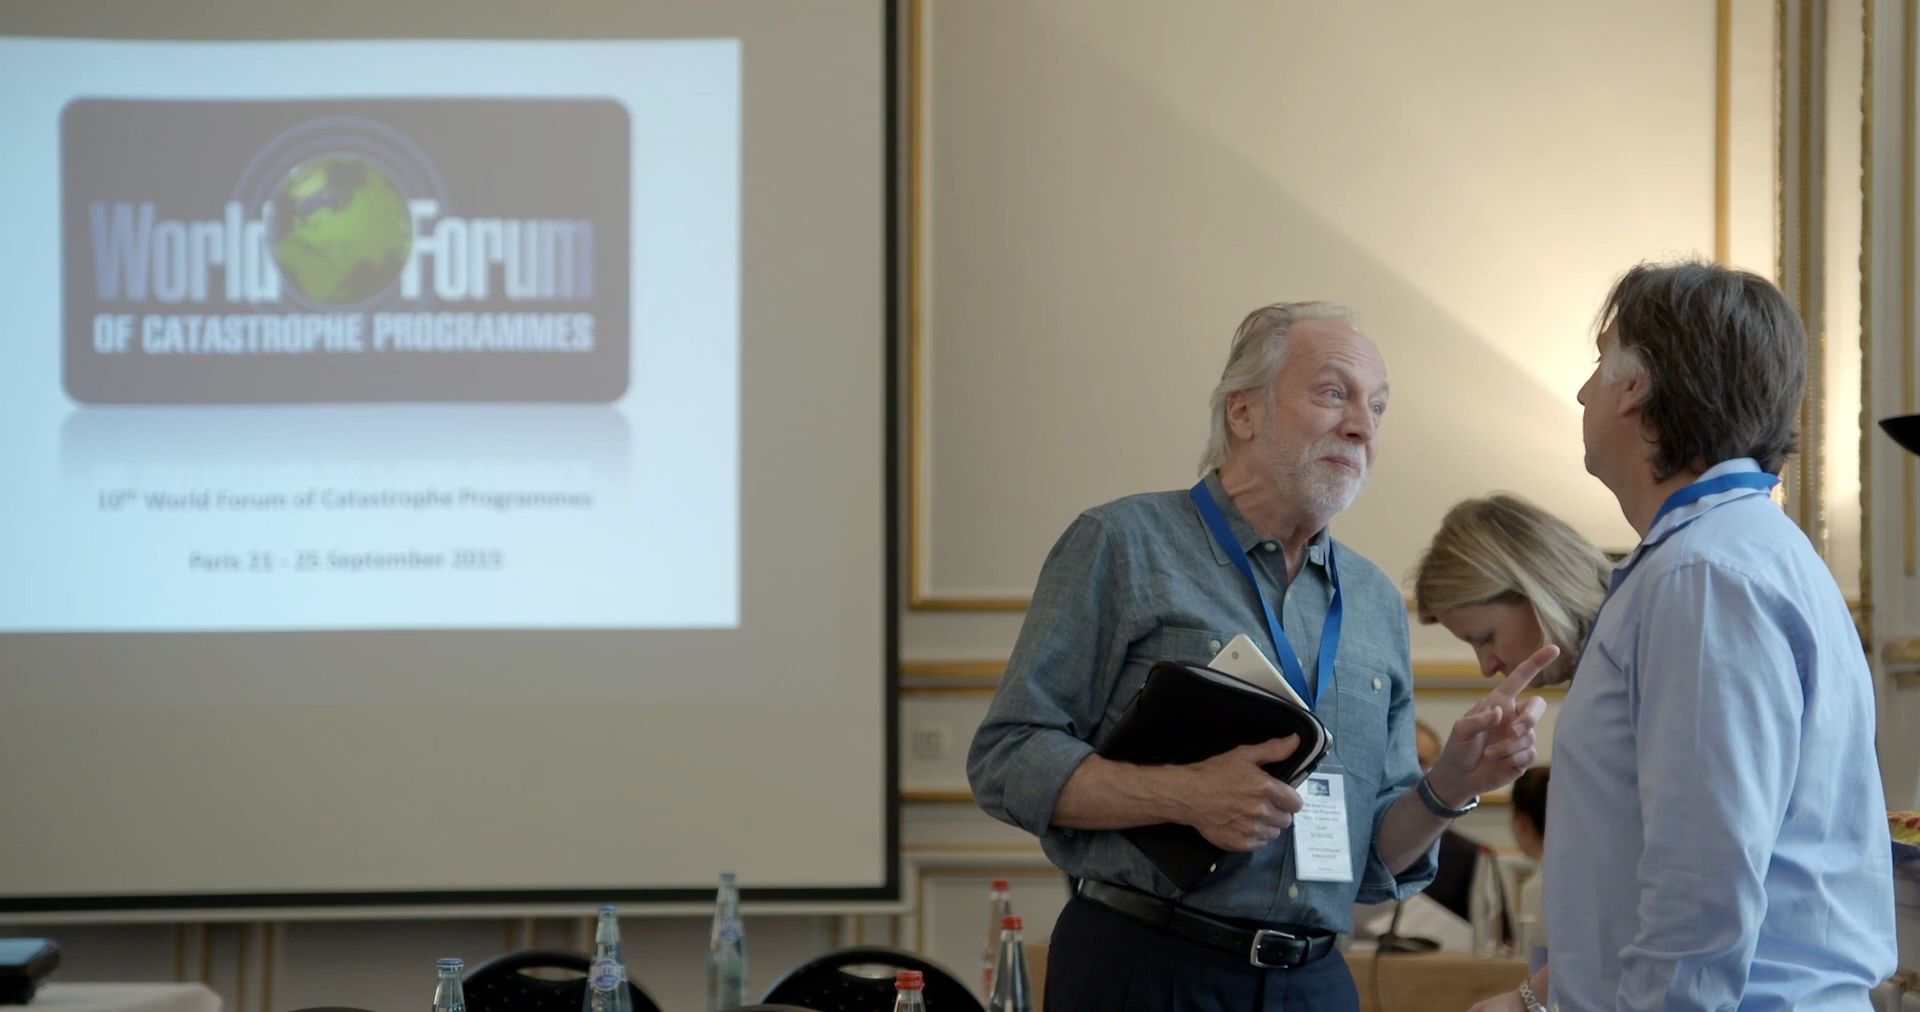 World Forum
OF CATASTROPHE PROGRAMMES
10th World Forum of Catastrophe Programmes
Paris 21 - 25 September 2015